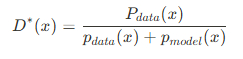 D*(x) = P_data(x) / (p_data(x) + p_model(x))